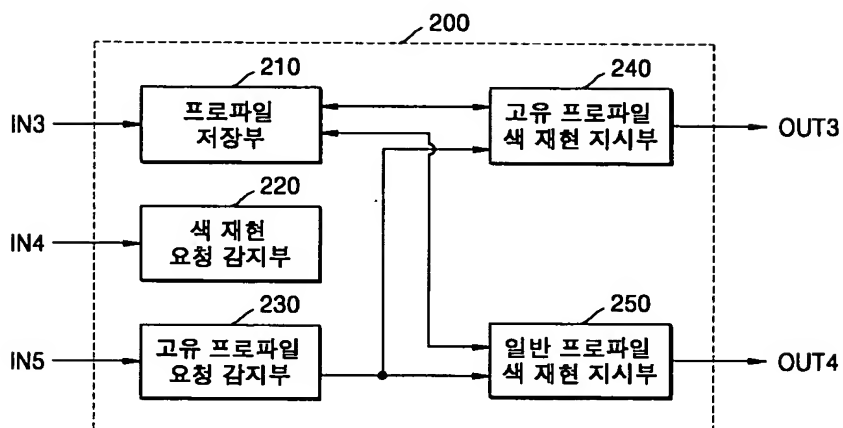 200
210
240
IN3
프로파일
저장부
고유 프로파일
색 재현 지시부
OUT3
220
IN4
색 재현
요청 감지부
230
250
IN5
고유 프로파일
요청 감지부
일반 프로파일
색 재현 지시부
OUT4